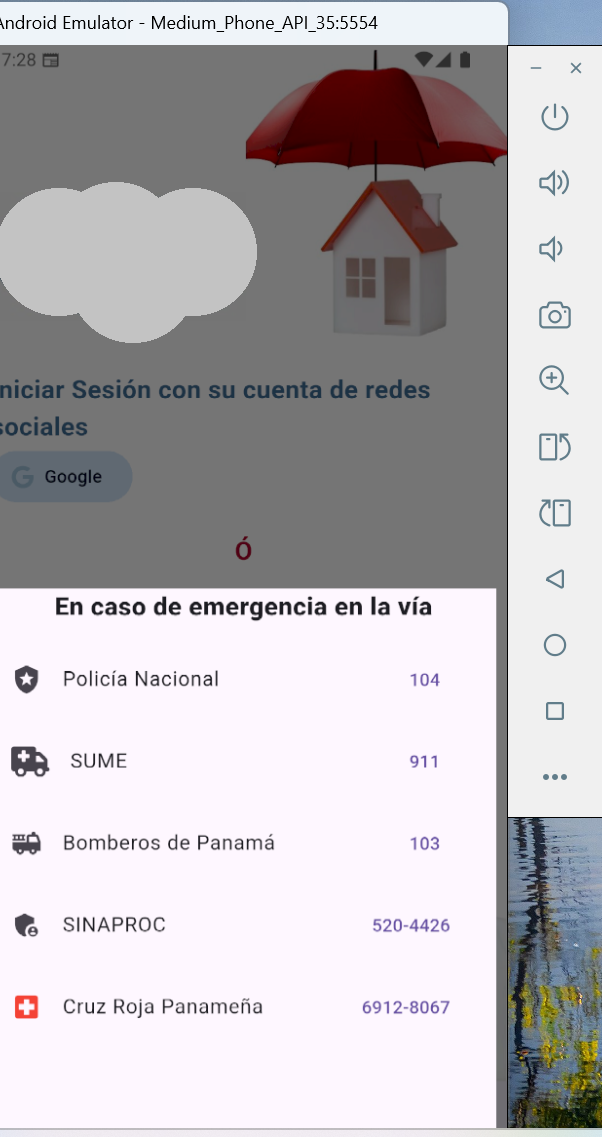 Android Emulator - Medium_Phone_API_35:5554
7:28
Iniciar Sesión con su cuenta de redes
sociales
Google
Ó
En caso de emergencia en la vía
Policía Nacional 104
SUME 911
Bomberos de Panamá 103
SINAPROC 520-4426
Cruz Roja Panameña 6912-8067